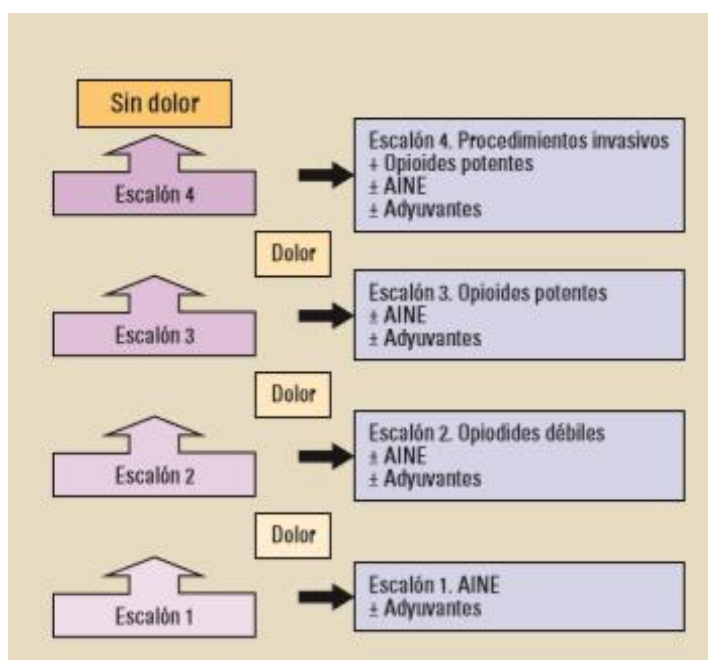 Sin dolor
Escalón 4
Escalón 4. Procedimientos invasivos
+ Opioides potentes
± AINE
± Adyuvantes
Dolor
Escalón 3
Escalón 3. Opioides potentes
± AINE
± Adyuvantes
Dolor
Escalón 2
Escalón 2. Opiodides débiles
± AINE
± Adyuvantes
Dolor
Escalón 1
Escalón 1. AINE
± Adyuvantes